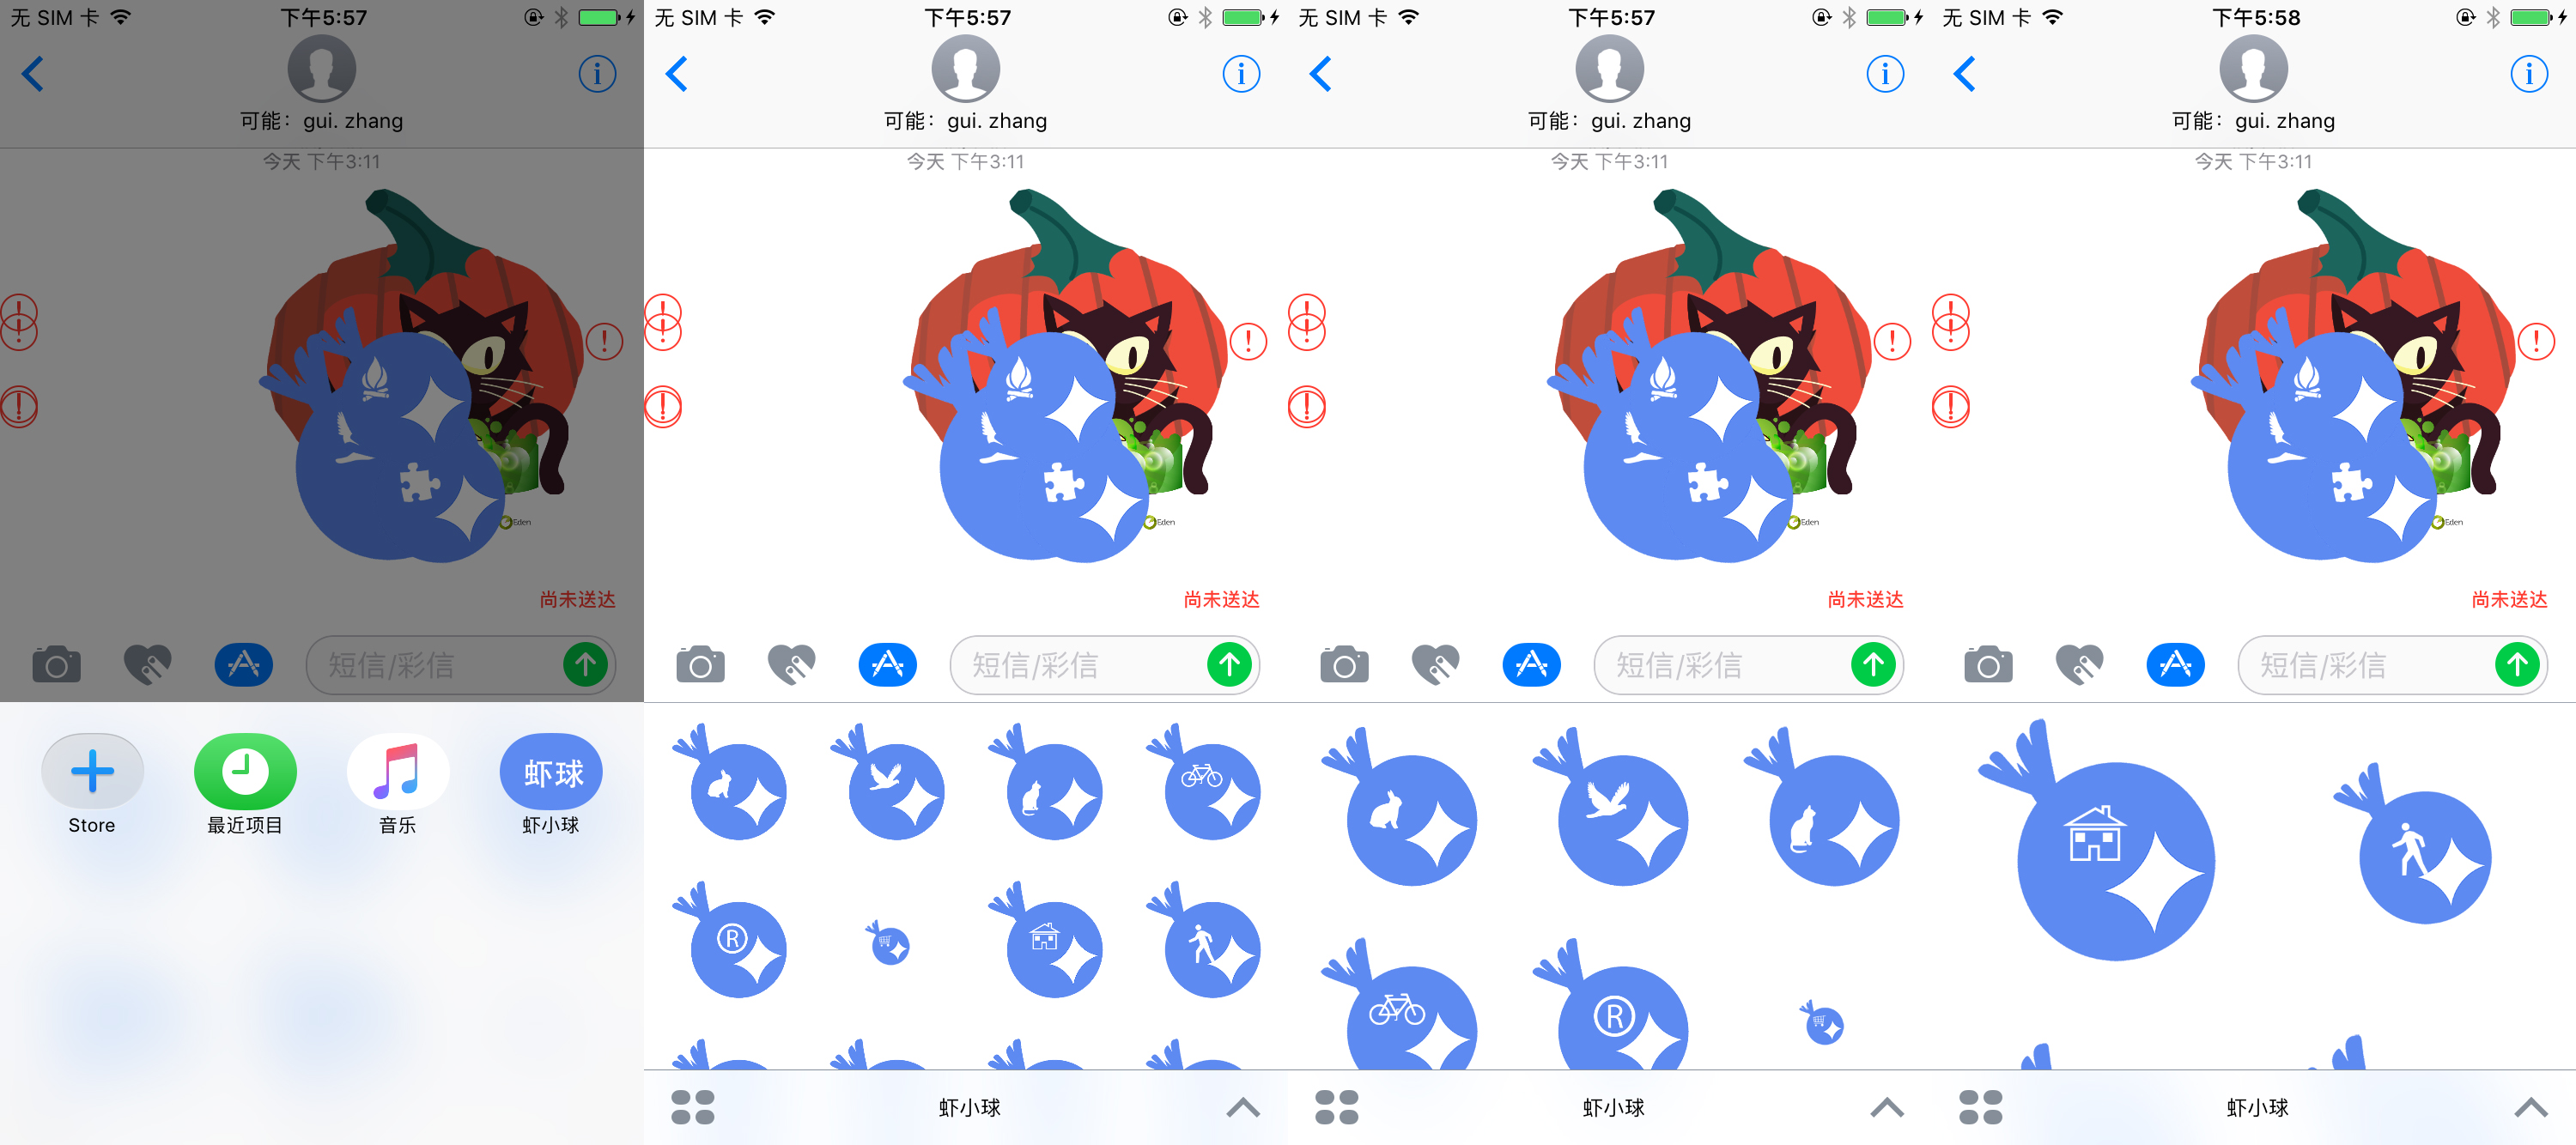 无 SIM 卡 下午5:57
可能：gui. zhang
今天 下午3:11
Eden
尚未送达
短信/彩信
虾球
Store 最近项目 音乐 虾小球
无 SIM 卡 下午5:57
可能：gui. zhang
今天 下午3:11
Eden
尚未送达
短信/彩信
R
虾小球
无 SIM 卡 下午5:57
可能：gui. zhang
今天 下午3:11
Eden
尚未送达
短信/彩信
R
虾小球
无 SIM 卡 下午5:58
可能：gui. zhang
今天 下午3:11
Eden
尚未送达
短信/彩信
虾小球